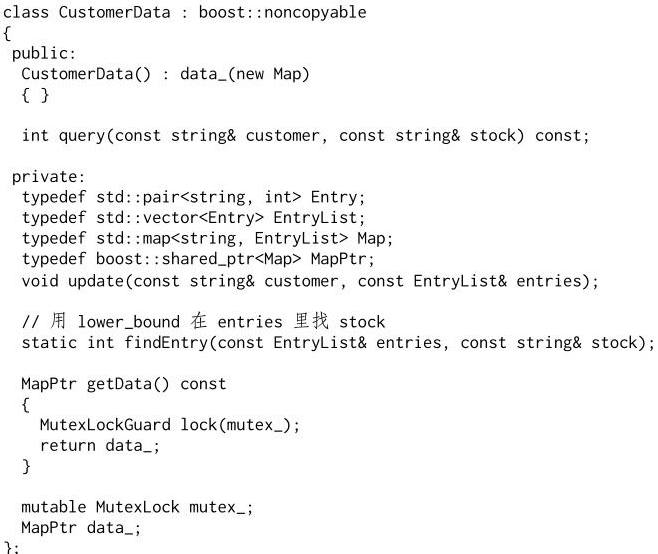 class CustomerData : boost::noncopyable
{
 public:
  CustomerData() : data_(new Map)
  { }

  int query(const string& customer, const string& stock) const;

 private:
  typedef std::pair<string, int> Entry;
  typedef std::vector<Entry> EntryList;
  typedef std::map<string, EntryList> Map;
  typedef boost::shared_ptr<Map> MapPtr;
  void update(const string& customer, const EntryList& entries);

  // 用 lower_bound 在 entries 里找 stock
  static int findEntry(const EntryList& entries, const string& stock);

  MapPtr getData() const
  {
    MutexLockGuard lock(mutex_);
    return data_;
  }

  mutable MutexLock mutex_;
  MapPtr data_;
};